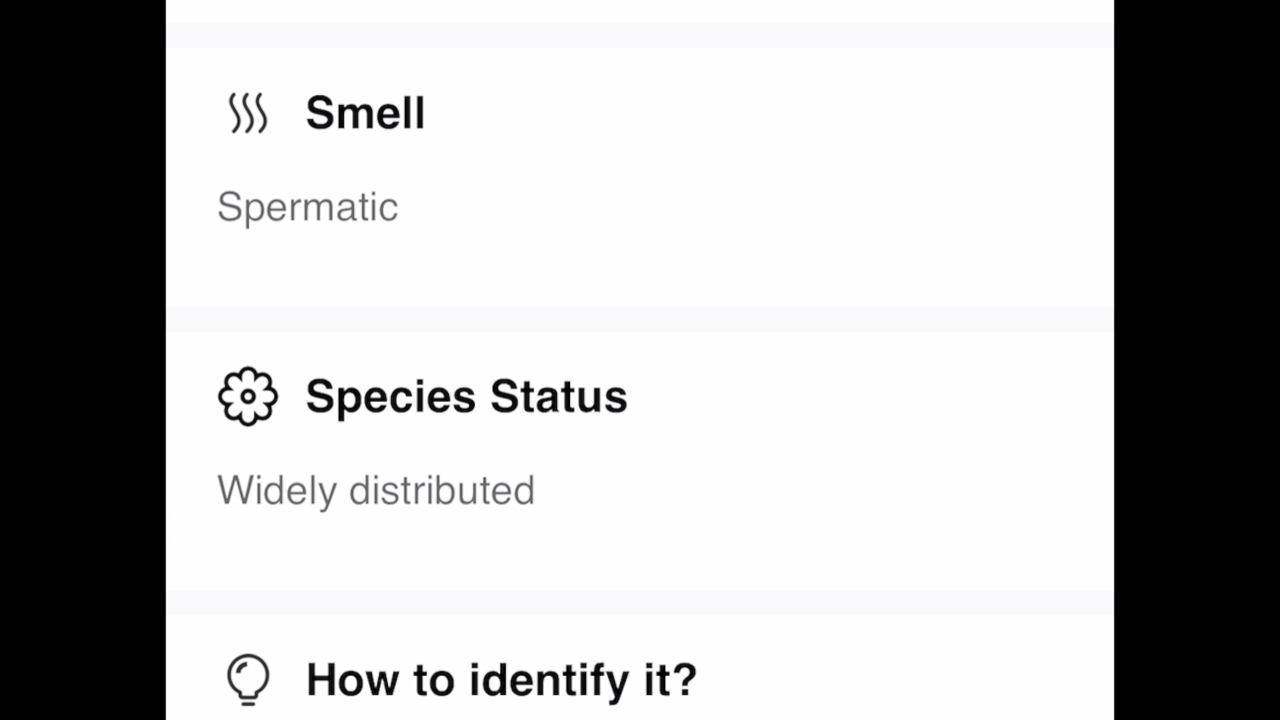 Smell
Spermatic
Species Status
Widely distributed
How to identify it?